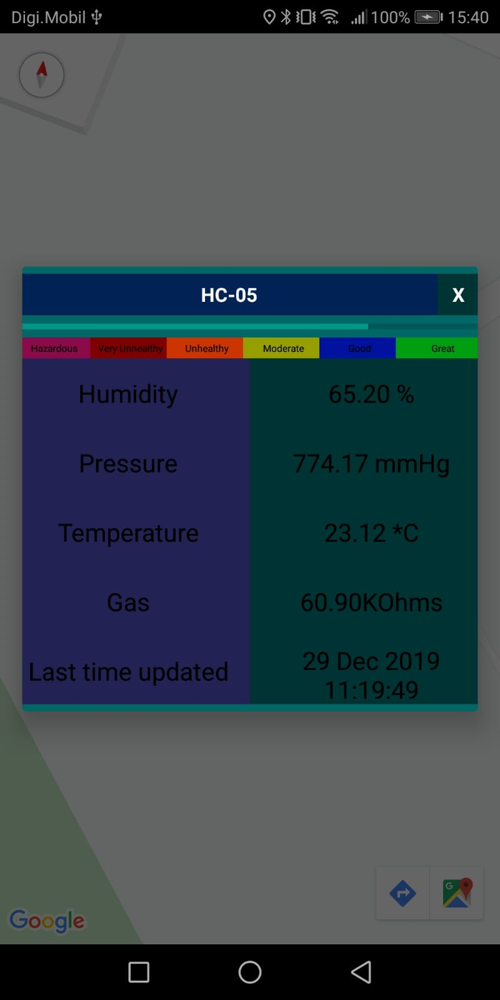 Digi.Mobil 100% 15:40
HC-05 X
Hazardous Very Unhealthy Unhealthy Moderate Good Great
Humidity 65.20 %
Pressure 774.17 mmHg
Temperature 23.12 *C
Gas 60.90KOhms
Last time updated 29 Dec 2019
11:19:49
G
Google